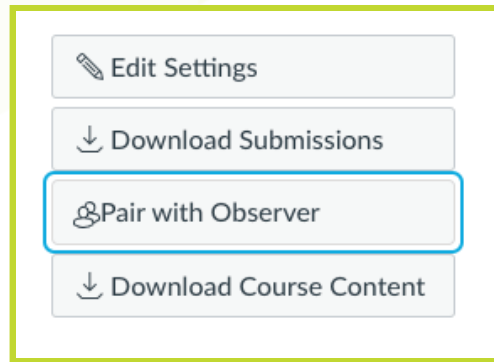 Edit Settings
Download Submissions
Pair with Observer
Download Course Content